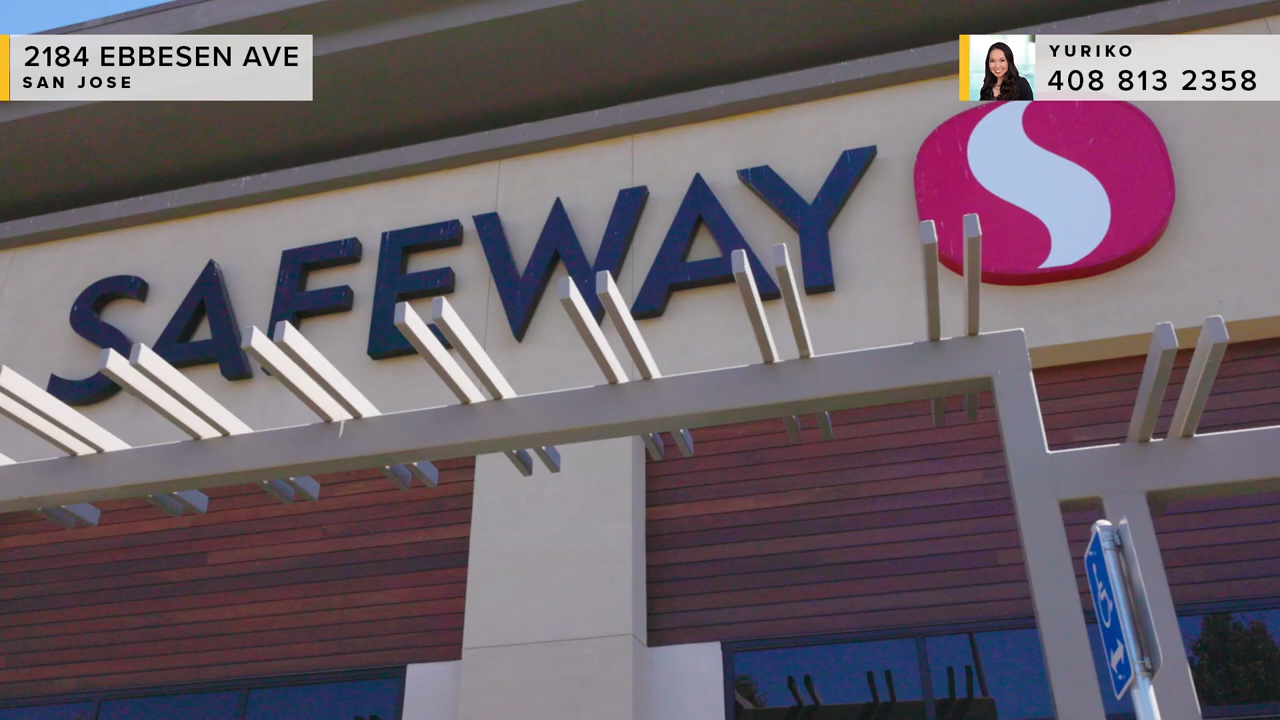 2184 EBBESEN AVE
SAN JOSE
YURIKO
408 813 2358
SAFEWAY